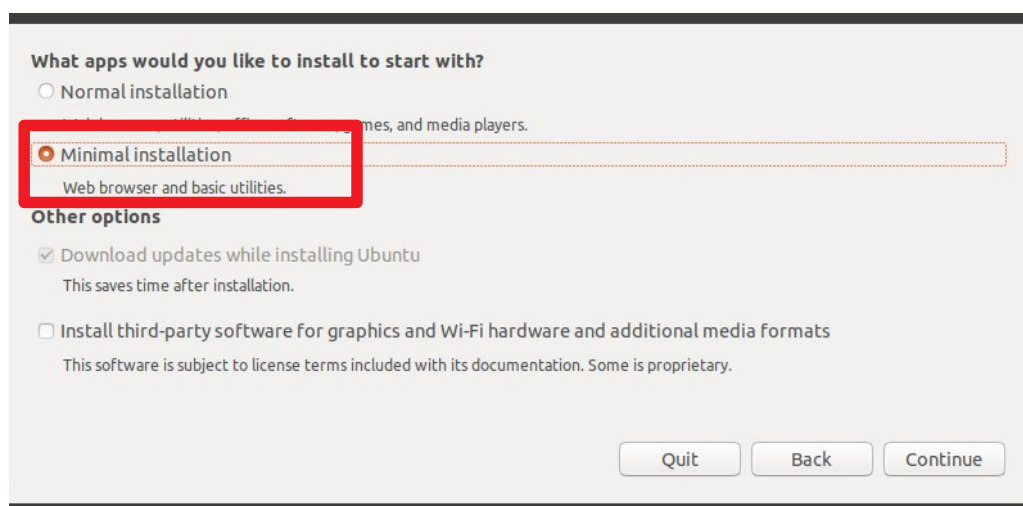 What apps would you like to install to start with?
Normal installation
games, and media players.
Minimal installation
Web browser and basic utilities.
Other options
Download updates while installing Ubuntu
This saves time after installation.
Install third-party software for graphics and Wi-Fi hardware and additional media formats
This software is subject to license terms included with its documentation. Some is proprietary.
Quit Back Continue